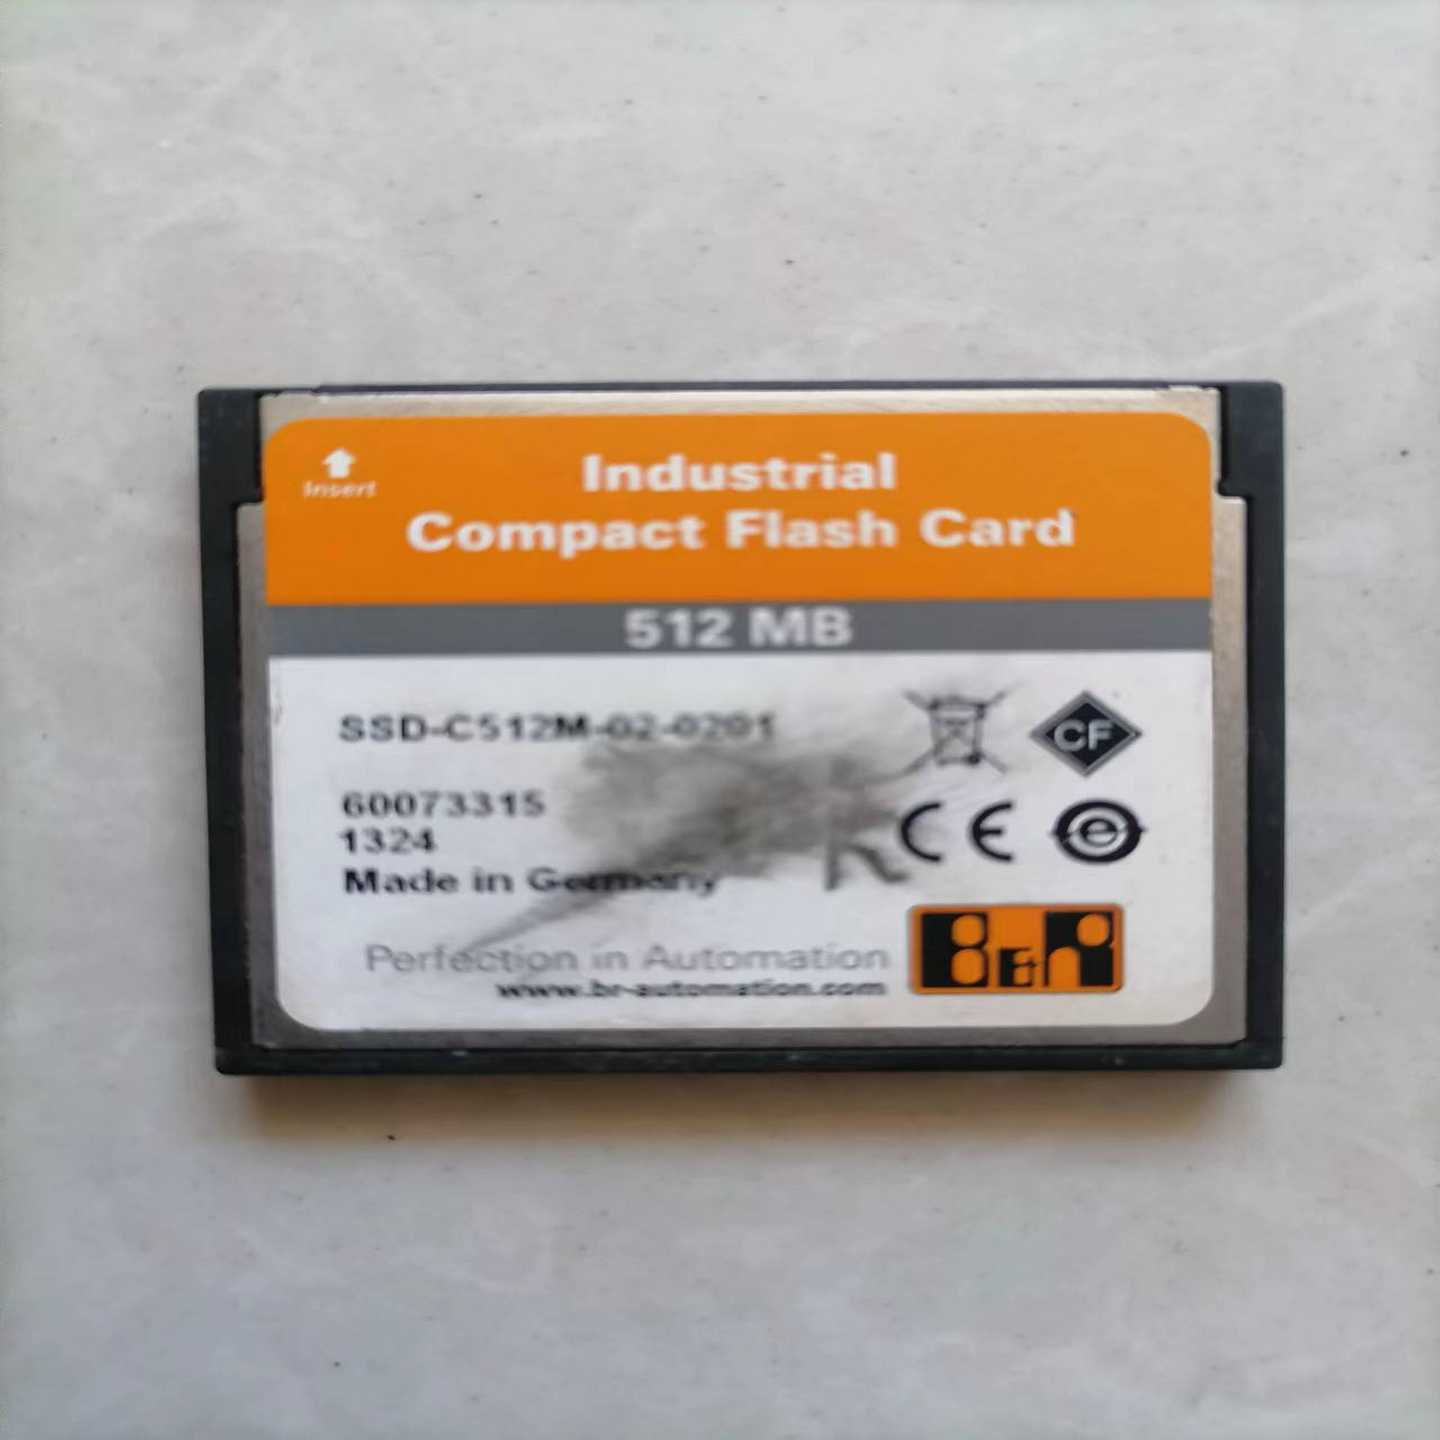 Insert
Industrial
Compact Flash Card
512 MB
SSD-C512M-02-0201
60073315
1324
Made in Germany
CF
CE
e
Perfection in Automation
www.br-automation.com
B&R